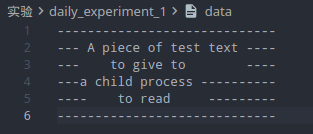 实验 > daily_experiment_1 > data
1 ----------------------------
2 --- A piece of test text ----
3 ---    to give to        ----
4 ---a child process ----------
5 ----    to read     ----------
6 ----------------------------